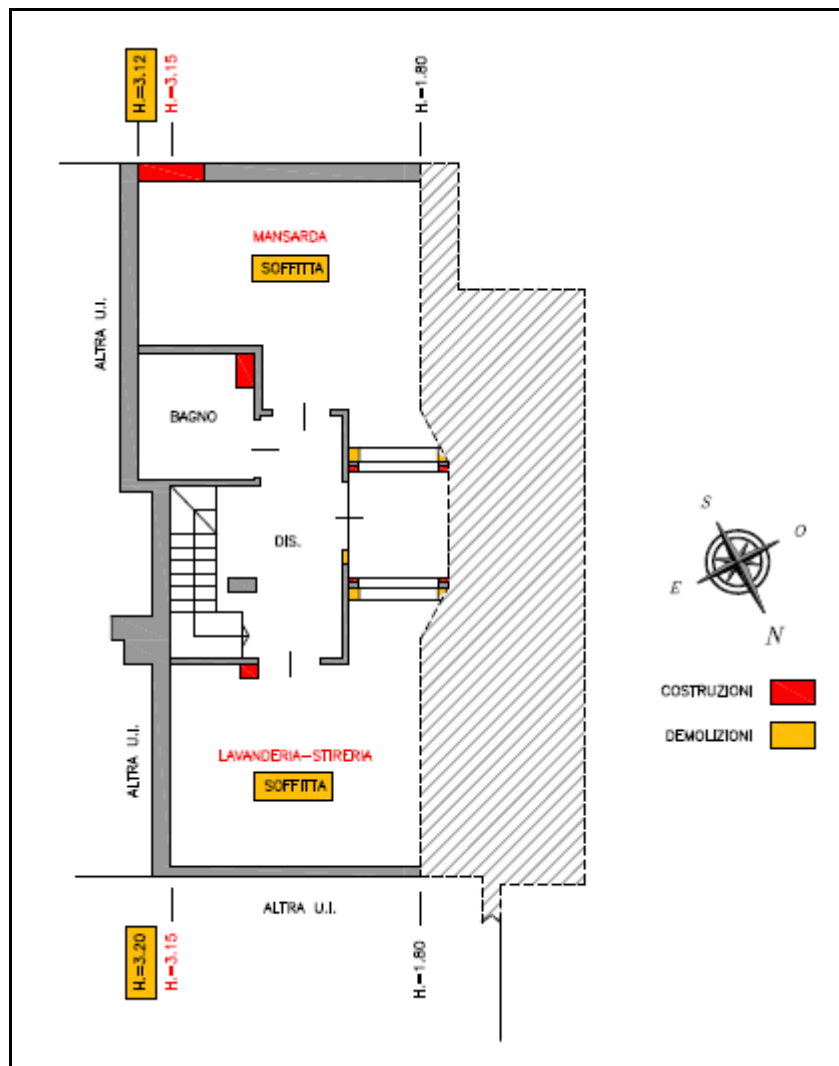 H.=3.12
H.=3.15
H.=1.80
MANSARDA
SOFFITTA
ALTRA U.I.
BAGNO
DIS.
S
O
E
N
COSTRUZIONI
DEMOLIZIONI
ALTRA U.I.
LAVANDERIA-STIRERIA
SOFFITTA
ALTRA U.I.
H.=3.20
H.=3.15
H.=1.80